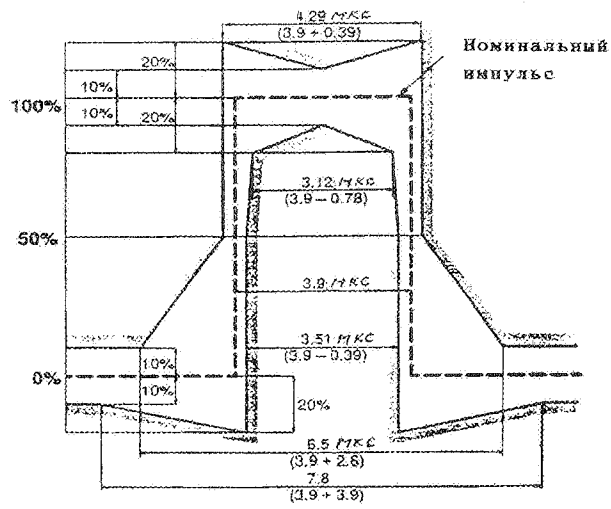 4.29 МКС
(3.9 + 0.39)
Номинальный
импульс
20%
10%
100%
10%
20%
3.12 МКС
(3.9 – 0.78)
50%
3.9 МКС
3.51 МКС
(3.9 – 0.39)
10%
0%
10%
20%
6.5 МКС
(3.9 + 2.6)
7.8
(3.9 + 3.9)